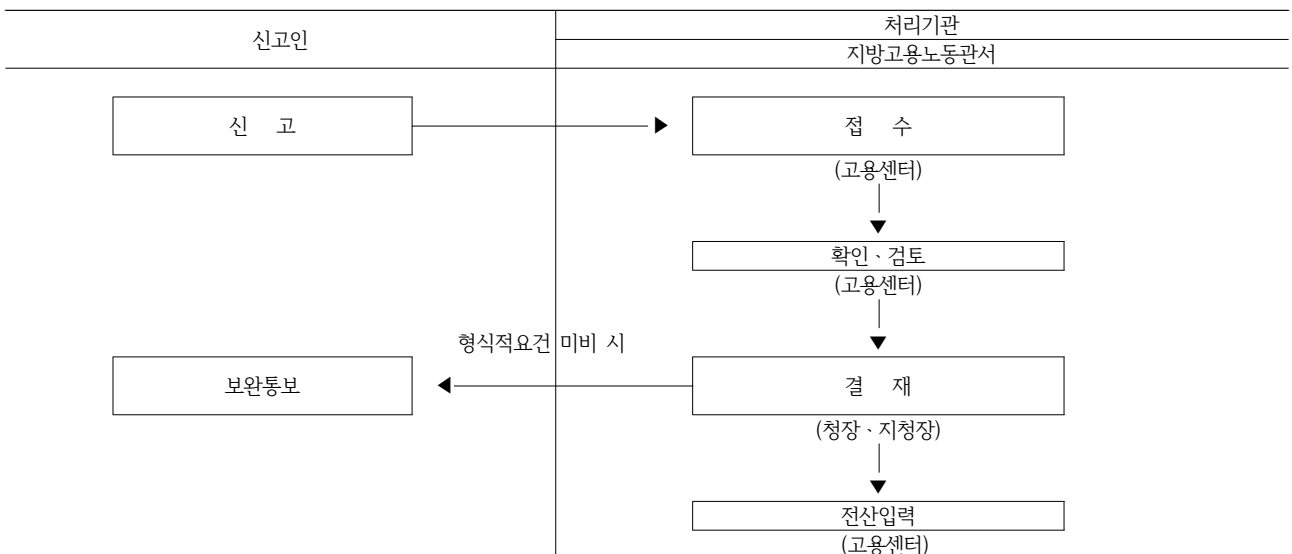 신고인
처리기관
지방고용노동관서
신 고
접 수
(고용센터)
확인ㆍ검토
(고용센터)
형식적요건 미비 시
보완통보
결 재
(청장ㆍ지청장)
전산입력
(고용센터)